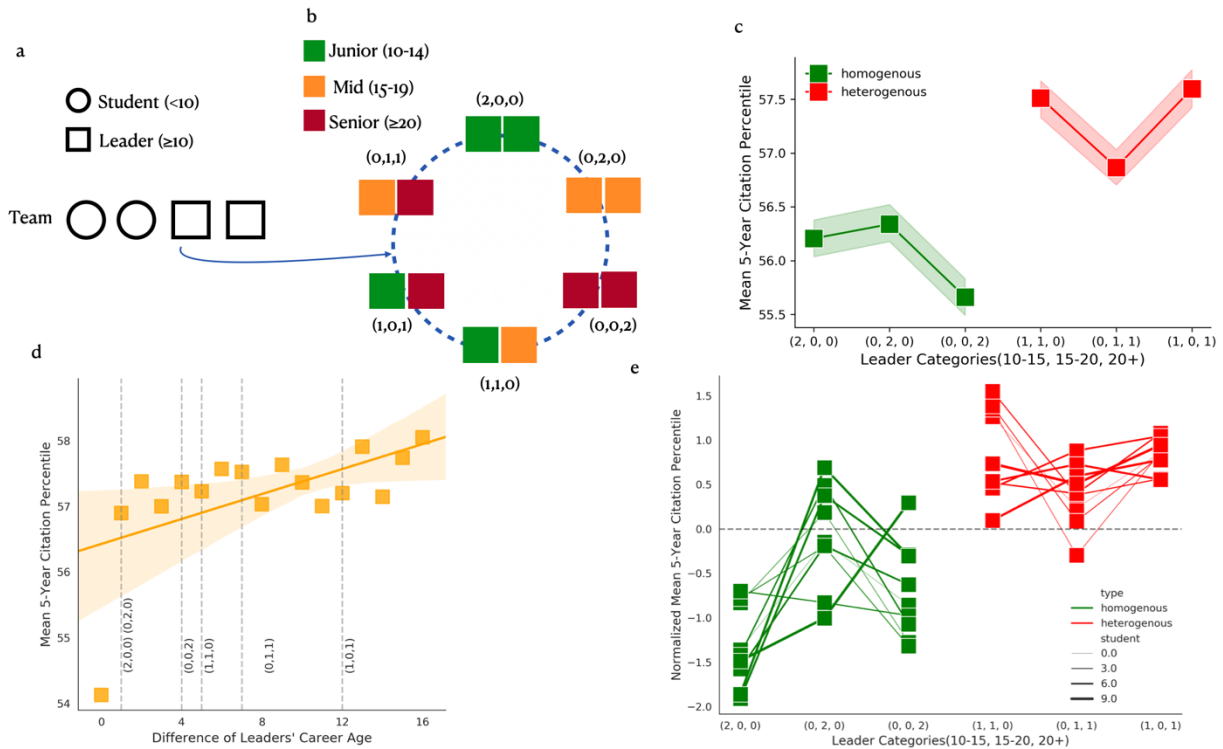 a
Student (<10)
Leader (≥10)
Team
b
Junior (10-14)
Mid (15-19)
Senior (≥20)
(2,0,0)
(0,1,1)
(0,2,0)
(1,0,1)
(0,0,2)
(1,1,0)
c
homogenous
heterogenous
Mean 5-Year Citation Percentile
57.5
57.0
56.5
56.0
55.5
(2, 0, 0) (0, 2, 0) (0, 0, 2) (1, 1, 0) (0, 1, 1) (1, 0, 1)
Leader Categories(10-15, 15-20, 20+)
d
Mean 5-Year Citation Percentile
58
57
56
55
54
(2,0,0) (0,2,0)
(0,0,2)
(1,1,0)
(0,1,1)
(1,0,1)
0 4 8 12 16
Difference of Leaders' Career Age
e
Normalized Mean 5-Year Citation Percentile
1.5
1.0
0.5
0.0
−0.5
−1.0
−1.5
−2.0
type
homogenous
heterogenous
student
0.0
3.0
6.0
9.0
(2, 0, 0) (0, 2, 0) (0, 0, 2) (1, 1, 0) (0, 1, 1) (1, 0, 1)
Leader Categories(10-15, 15-20, 20+)